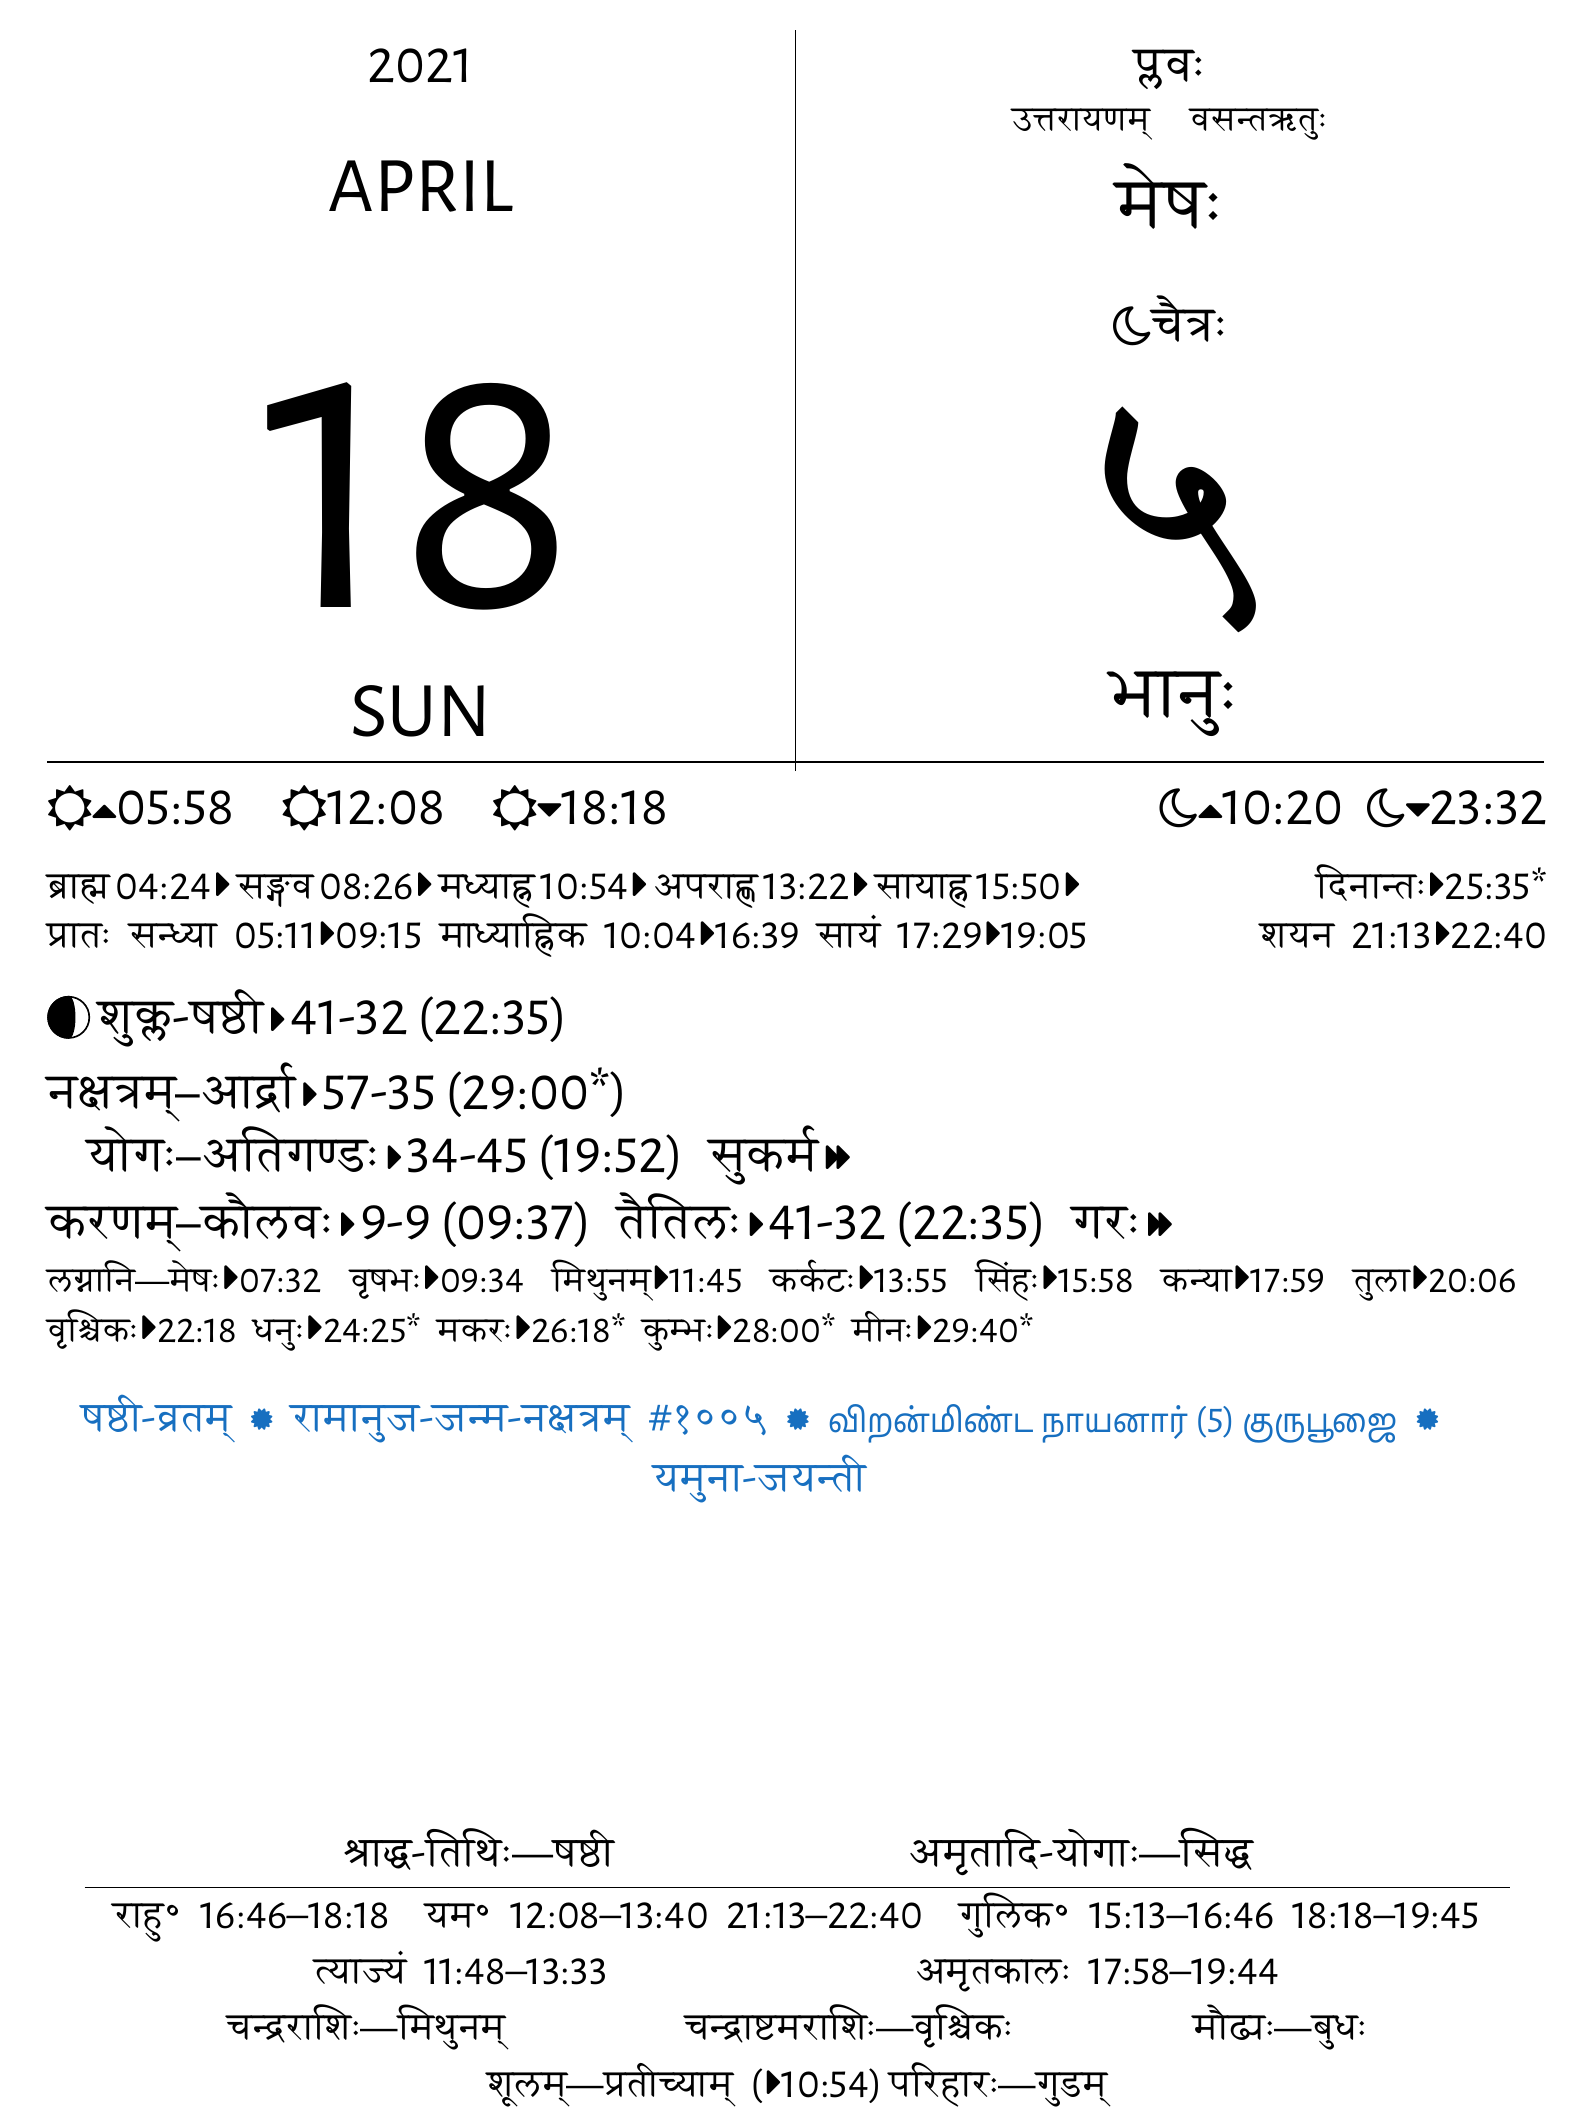 2021
APRIL
18
SUN
प्लवः
उत्तरायणम् वसन्तऋतुः
मेषः
चैत्रः
५
भानुः
05:58 12:08 18:18 10:20 23:32
ब्राह्म 04:24 सङ्गव 08:26 मध्याह्न 10:54 अपराह्ण 13:22 सायाह्न 15:50 दिनान्तः 25:35*
प्रातः सन्ध्या 05:11 09:15 माध्याह्निक 10:04 16:39 सायं 17:29 19:05 शयन 21:13 22:40
शुक्ल-षष्ठी 41-32 (22:35)
नक्षत्रम्–आर्द्रा 57-35 (29:00*)
योगः–अतिगण्डः 34-45 (19:52) सुकर्म
करणम्–कौलवः 9-9 (09:37) तैतिलः 41-32 (22:35) गरः
लग्नानि—मेषः 07:32 वृषभः 09:34 मिथुनम् 11:45 कर्कटः 13:55 सिंहः 15:58 कन्या 17:59 तुला 20:06
वृश्चिकः 22:18 धनुः 24:25* मकरः 26:18* कुम्भः 28:00* मीनः 29:40*
षष्ठी-व्रतम् ✹ रामानुज-जन्म-नक्षत्रम् #१००५ ✹ விறன்மிண்ட நாயனார் (5) குருபூஜை ✹
यमुना-जयन्ती
श्राद्ध-तिथिः—षष्ठी अमृतादि-योगाः—सिद्ध
राहु॰ 16:46–18:18 यम॰ 12:08–13:40 21:13–22:40 गुलिक॰ 15:13–16:46 18:18–19:45
त्याज्यं 11:48–13:33 अमृतकालः 17:58–19:44
चन्द्रराशिः—मिथुनम् चन्द्राष्टमराशिः—वृश्चिकः मौढ्यः—बुधः
शूलम्—प्रतीच्याम् (10:54) परिहारः—गुडम्